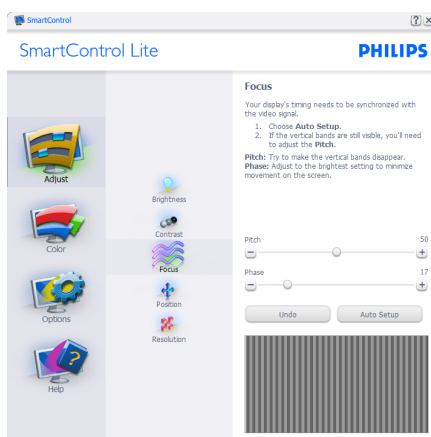 SmartControl
SmartControl Lite
PHILIPS
Adjust
Color
Options
Help
Brightness
Contrast
Focus
Position
Resolution
Focus
Your display's timing needs to be synchronized with
the video signal.
1. Choose Auto Setup.
2. If the vertical bands are still visible, you'll need
to adjust the Pitch.
Pitch: Try to make the vertical bands disappear.
Phase: Adjust to the brightest setting to minimize
movement on the screen.
Pitch 50
Phase 17
Undo Auto Setup